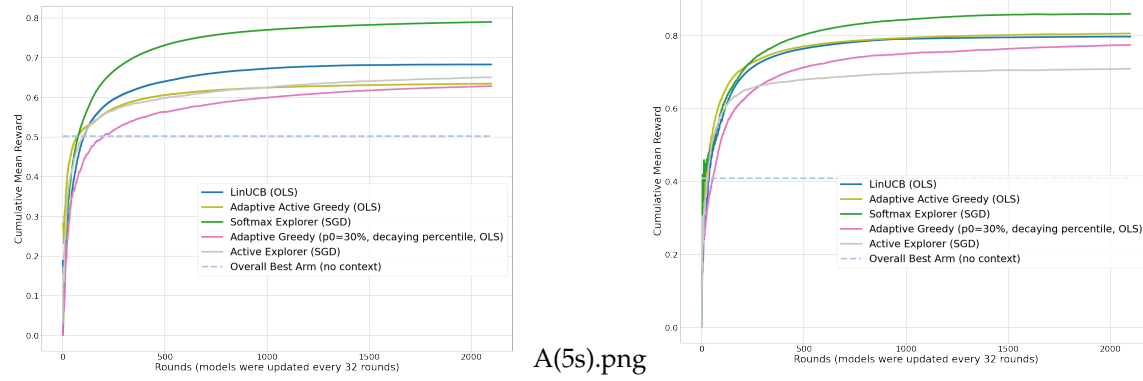 0.8
0.7
0.6
0.5
0.4
0.3
0.2
0.1
0.0
Cumulative Mean Reward
LinUCB (OLS)
Adaptive Active Greedy (OLS)
Softmax Explorer (SGD)
Adaptive Greedy (p0=30%, decaying percentile, OLS)
Active Explorer (SGD)
Overall Best Arm (no context)
0
500
1000
1500
2000
Rounds (models were updated every 32 rounds)
A(5s).png
0.8
0.6
0.4
0.2
0.0
Cumulative Mean Reward
LinUCB (OLS)
Adaptive Active Greedy (OLS)
Softmax Explorer (SGD)
Adaptive Greedy (p0=30%, decaying percentile, OLS)
Active Explorer (SGD)
Overall Best Arm (no context)
0
500
1000
1500
2000
Rounds (models were updated every 32 rounds)